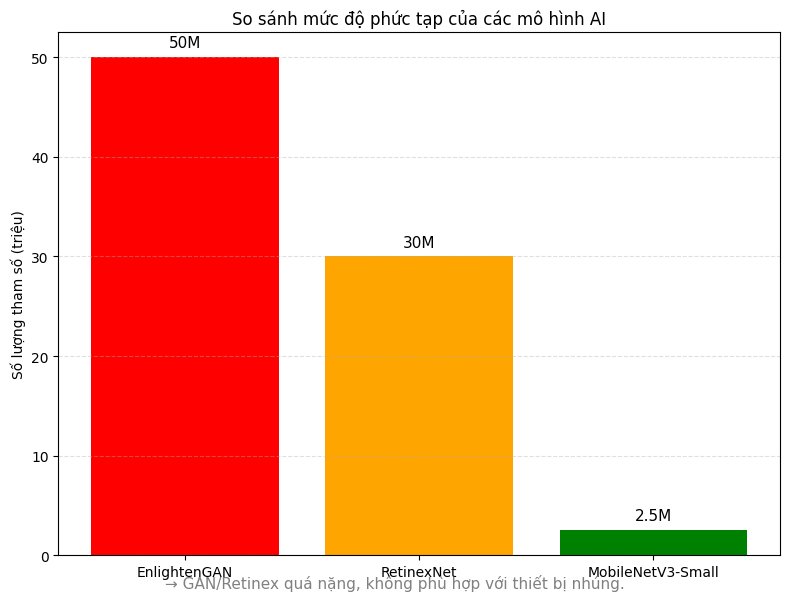 So sánh mức độ phức tạp của các mô hình AI
Số lượng tham số (triệu)
50
40
30
20
10
0
50M
30M
2.5M
EnlightenGAN
RetinexNet
MobileNetV3-Small
→ GAN/Retinex quá nặng, không phù hợp với thiết bị nhúng.